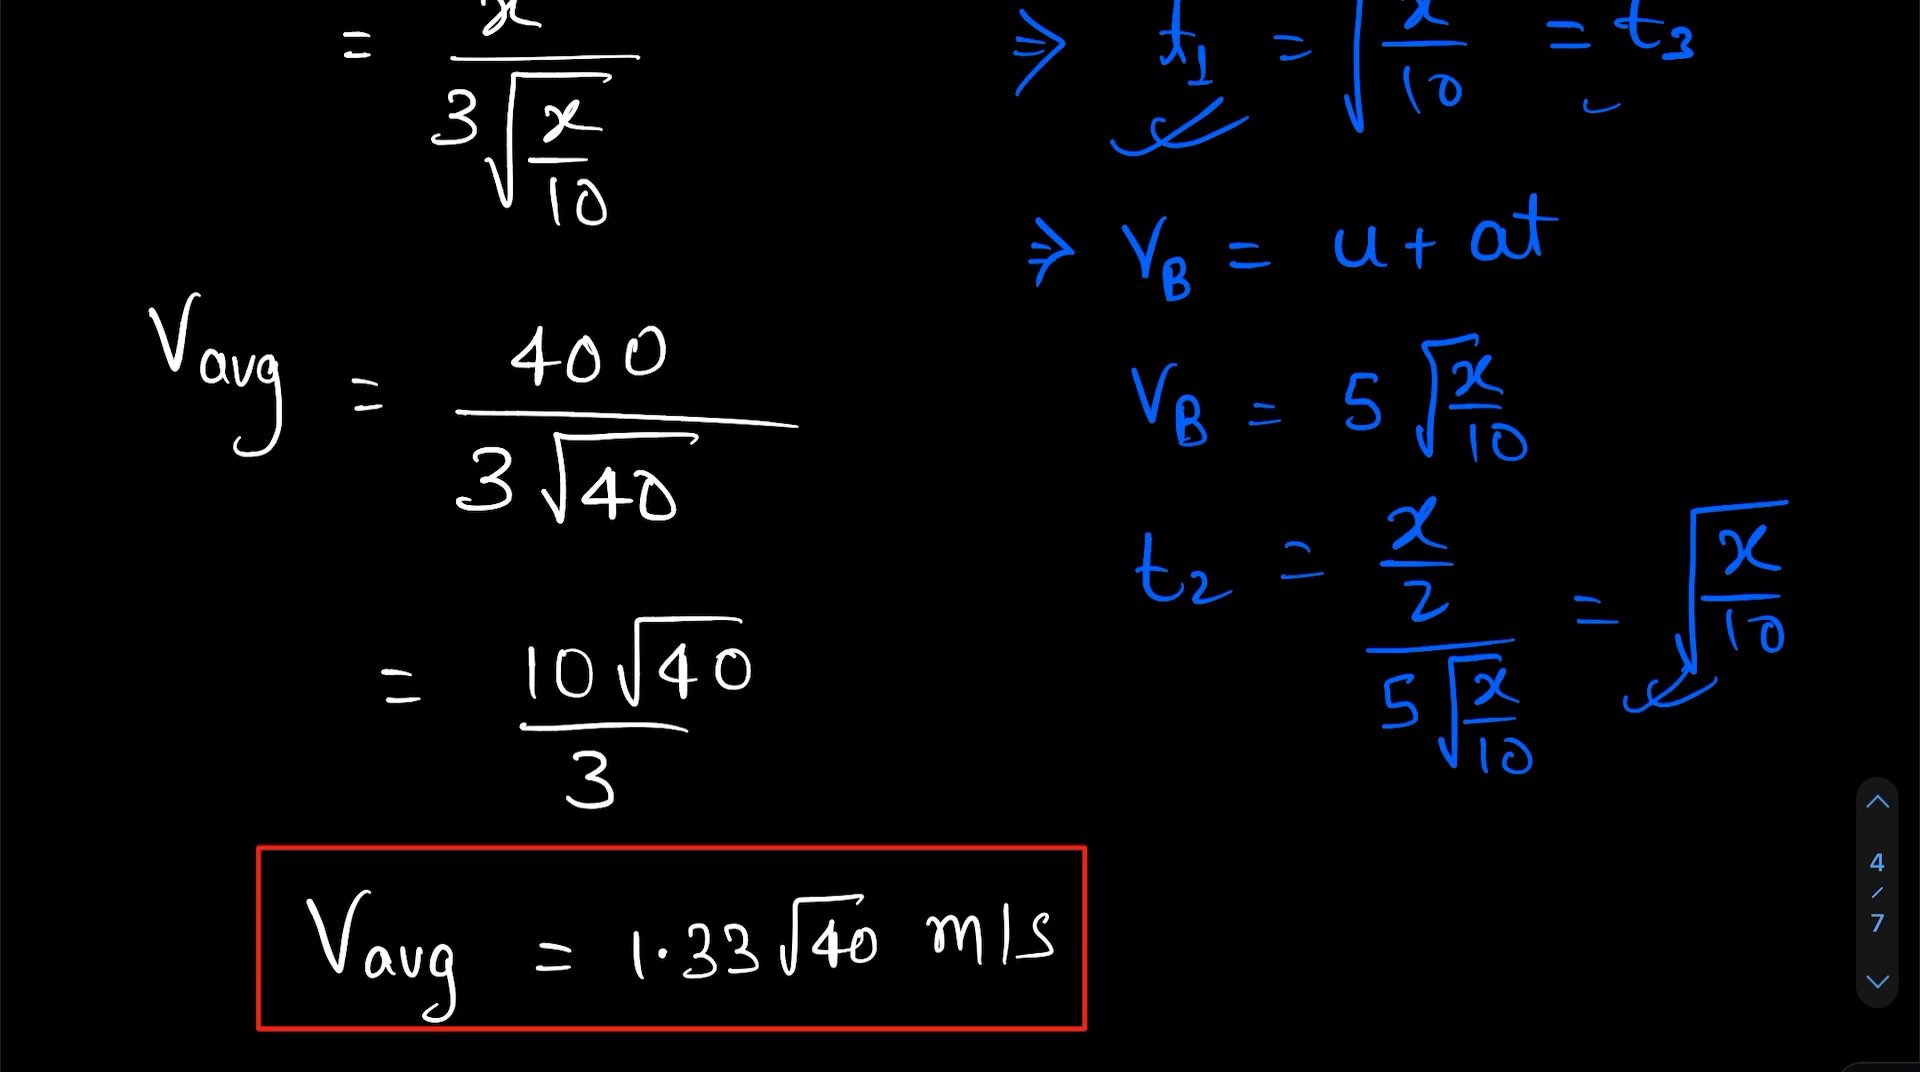 = x / 3√(x/10)
Vavg = 400 / 3√40
= 10√40 / 3
Vavg = 1.33√40 m/s
⇒ t₁ = √(x/10) = t₃
⇒ VB = u + at
VB = 5√(x/10)
t₂ = (x/2) / 5√(x/10) = √(x/10)
4
/
7